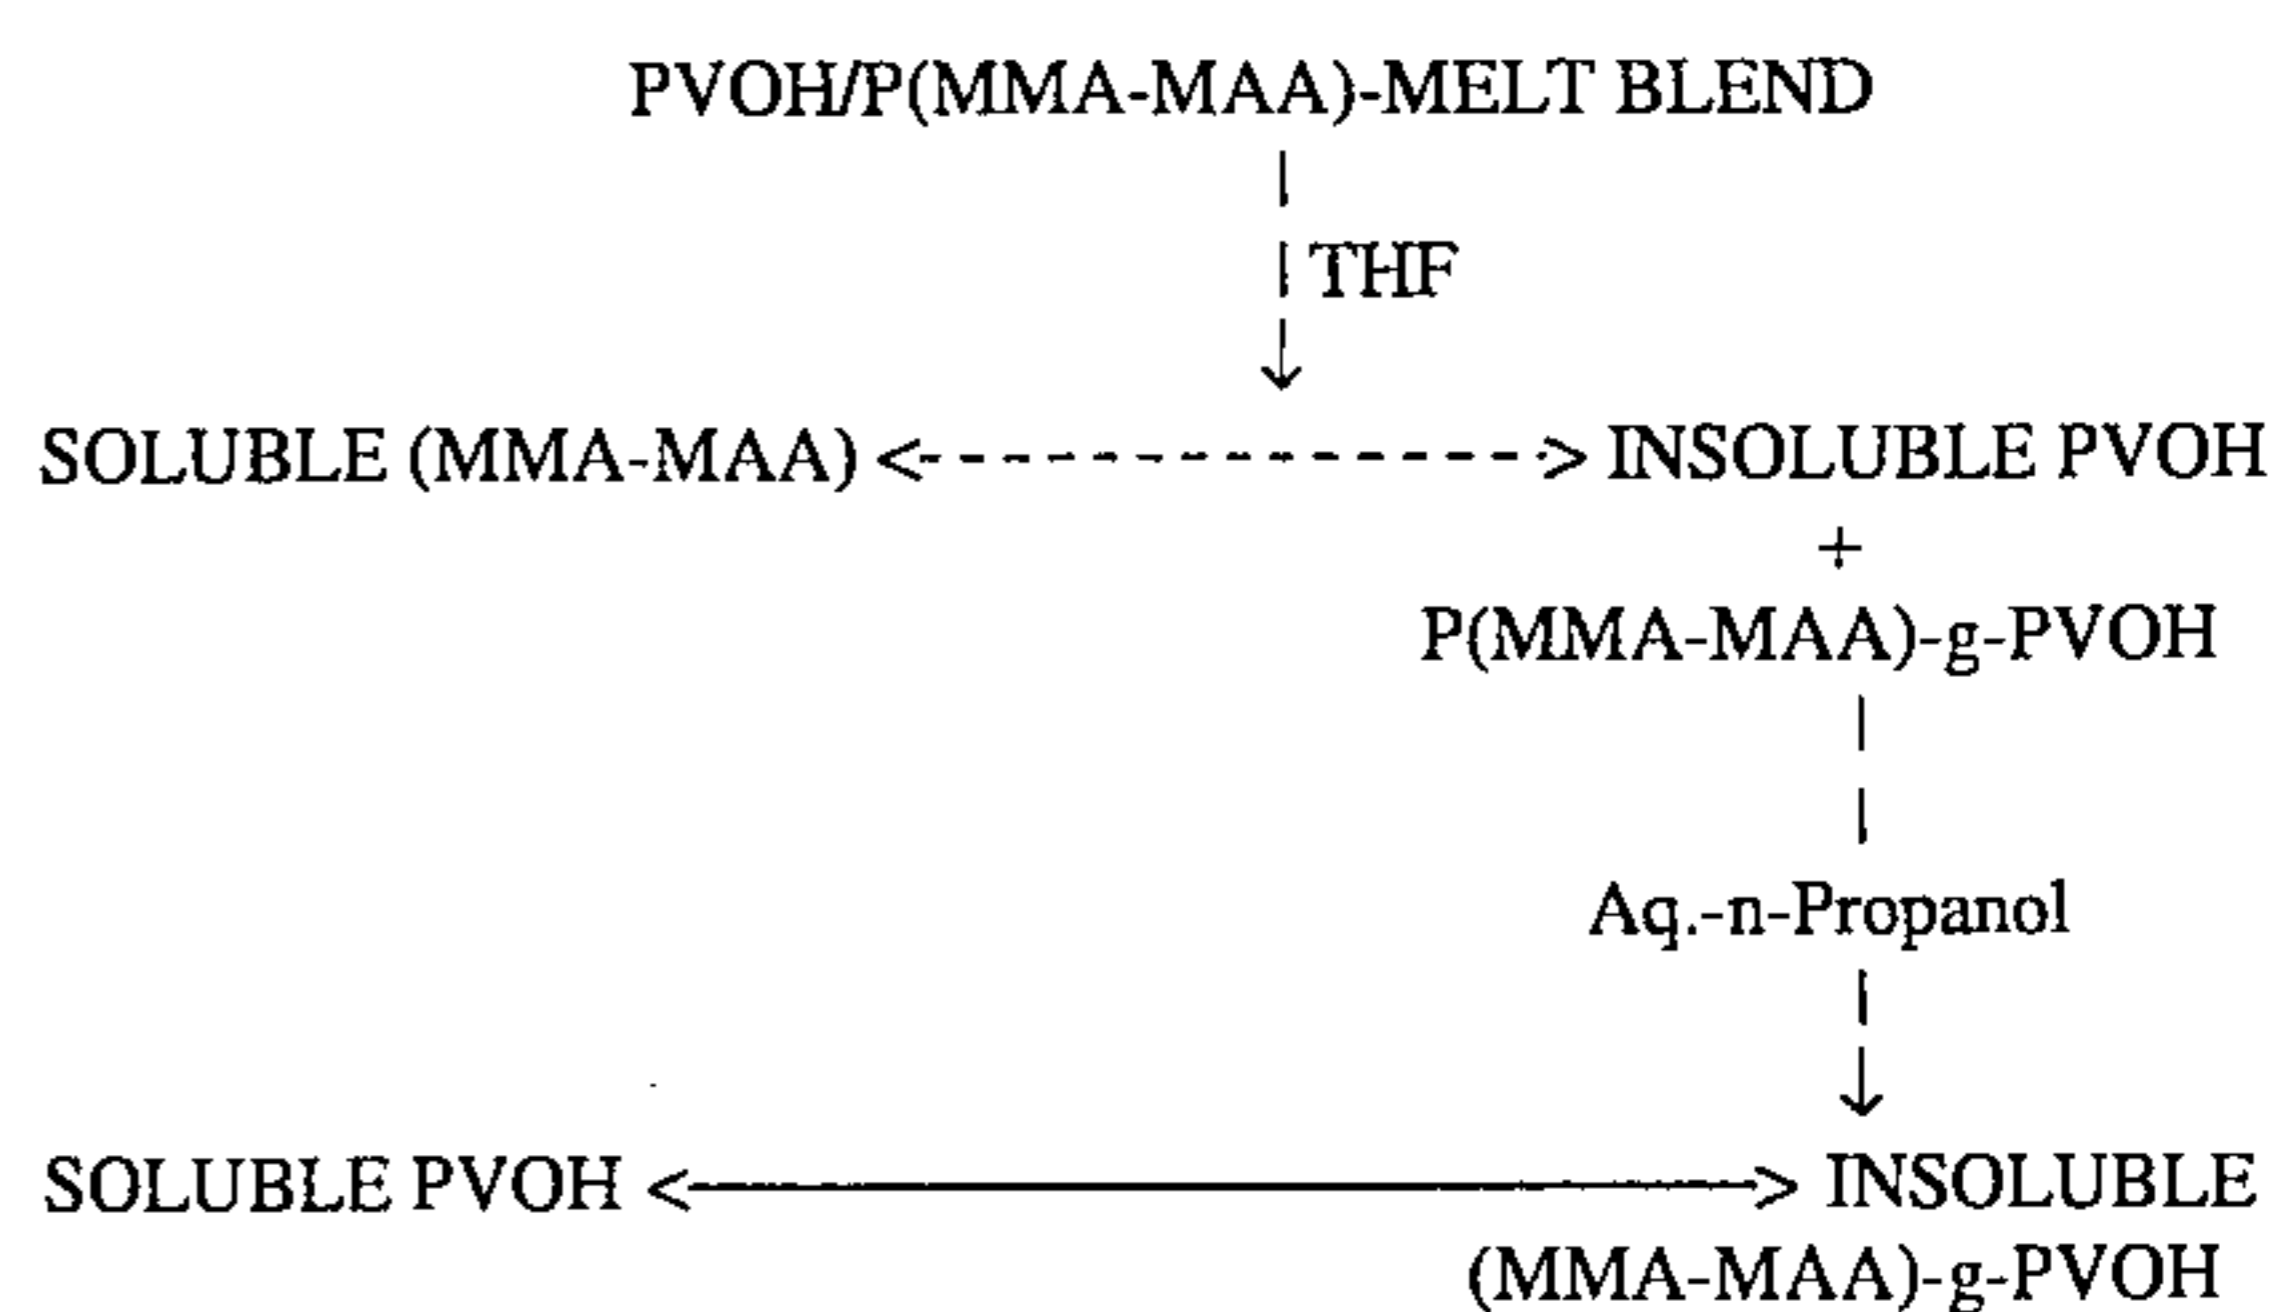 PVOH/P(MMA-MAA)-MELT BLEND
THF
SOLUBLE (MMA-MAA) <- - - - - - - - - - - - - - -> INSOLUBLE PVOH
+
P(MMA-MAA)-g-PVOH
Aq.-n-Propanol
SOLUBLE PVOH <—————————> INSOLUBLE
(MMA-MAA)-g-PVOH